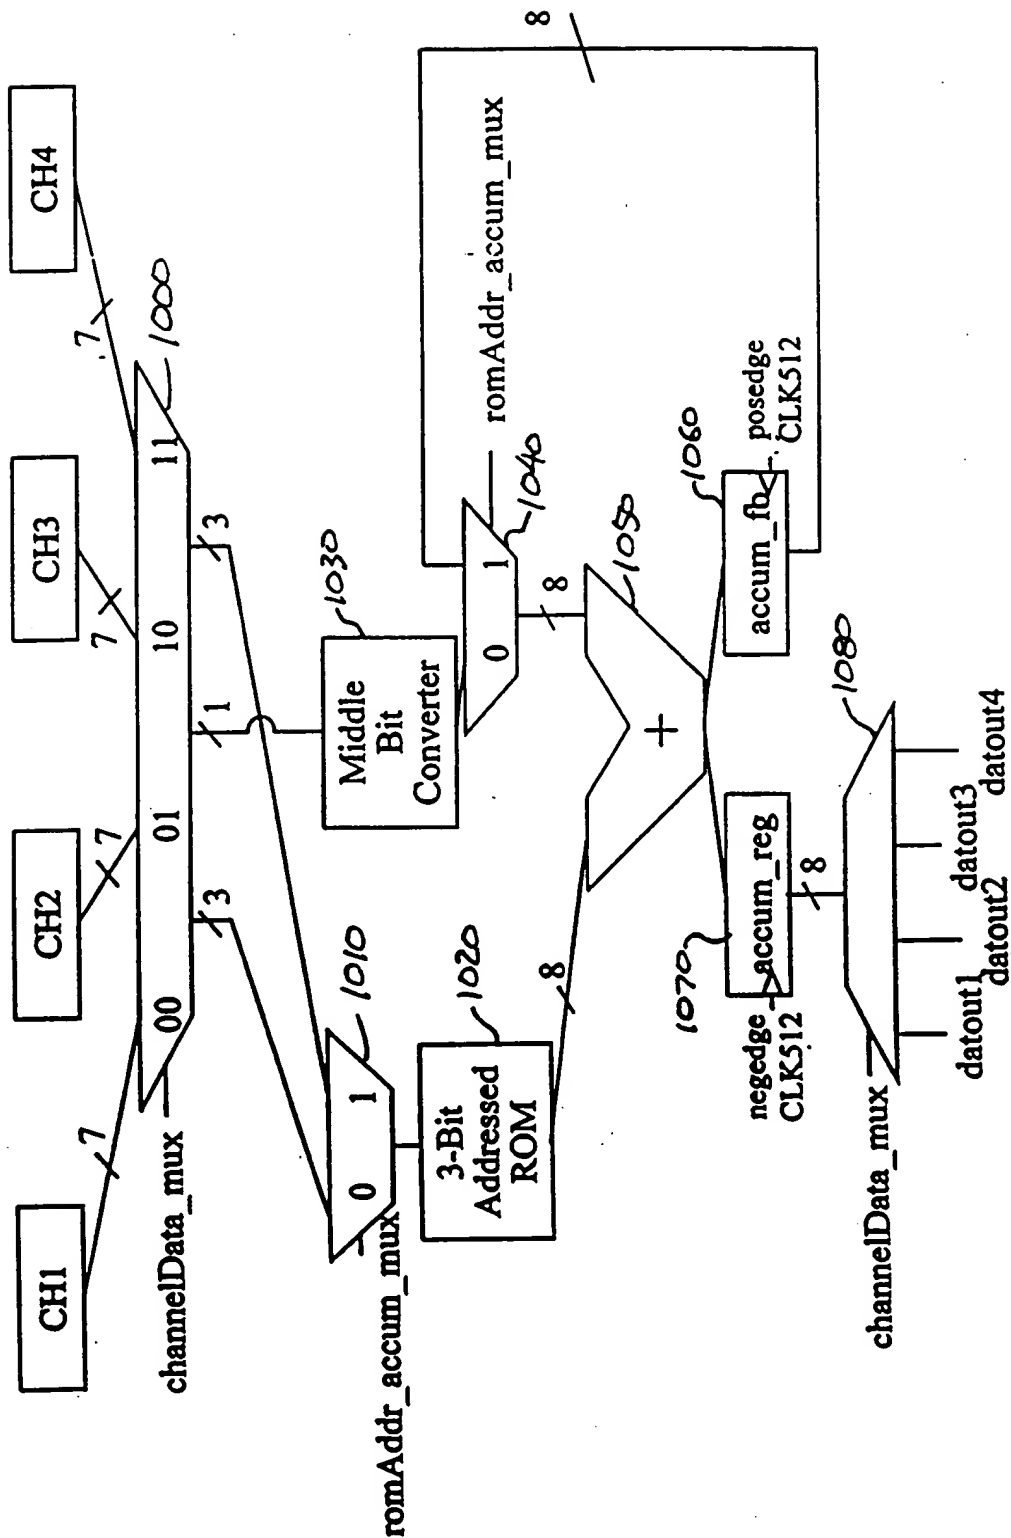 CH1
CH2
CH3
CH4
7
7
7
7
channelData_mux
00
01
10
11
1000
3
1
3
romAddr_accum_mux
0
1
1010
3-Bit
Addressed
ROM
1020
Middle
Bit
Converter
1030
0
1
1040
romAddr_accum_mux
8
8
8
+
1050
1070
accum_reg
negedge
CLK512
accum_fb
1060
posedge
CLK512
8
channelData_mux
1080
datout1
datout2
datout3
datout4